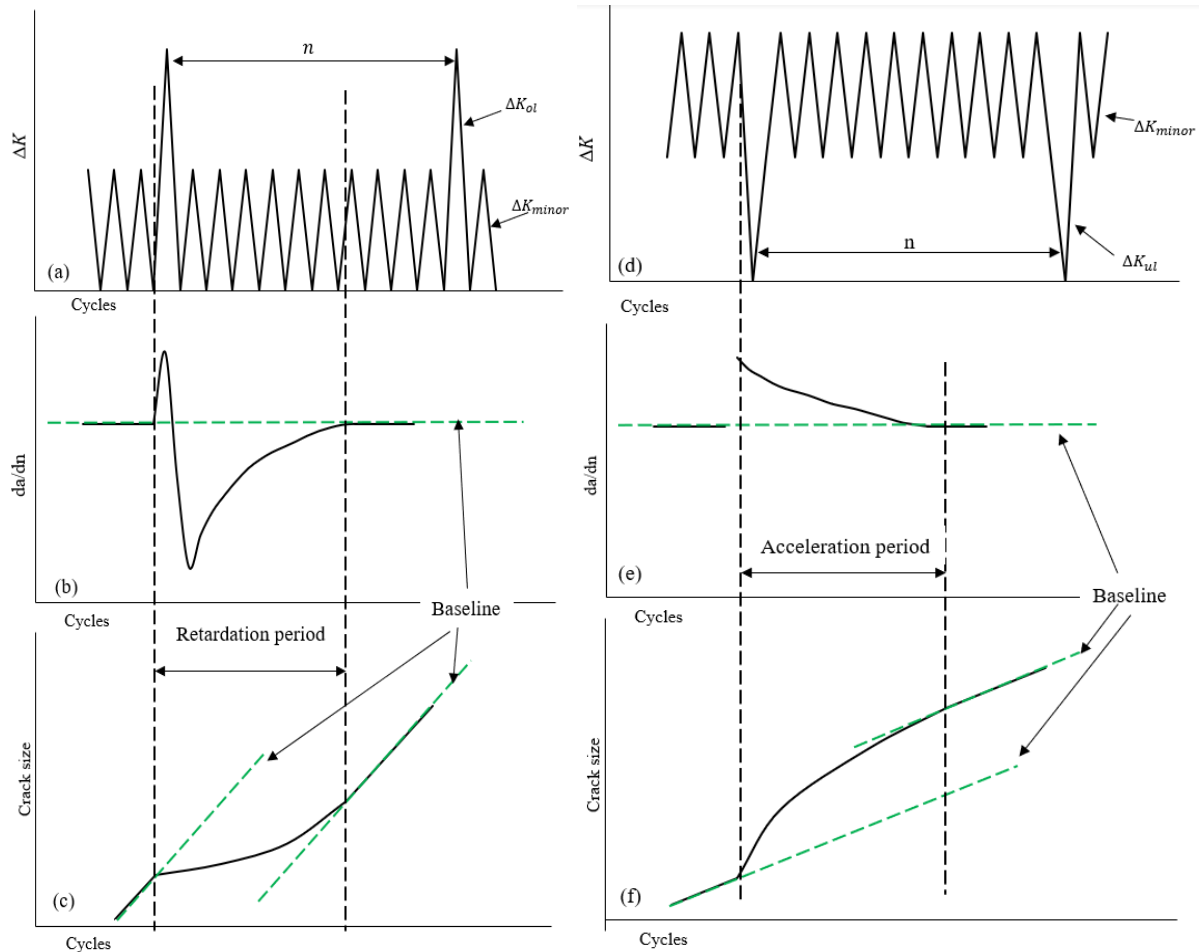 n
ΔK_ol
ΔK
ΔK_minor
(a)
Cycles
da/dn
(b)
Cycles
Retardation period
Baseline
Crack size
(c)
Cycles
ΔK_minor
ΔK
n
ΔK_ul
(d)
Cycles
da/dn
Acceleration period
(e)
Baseline
Cycles
Crack size
(f)
Cycles